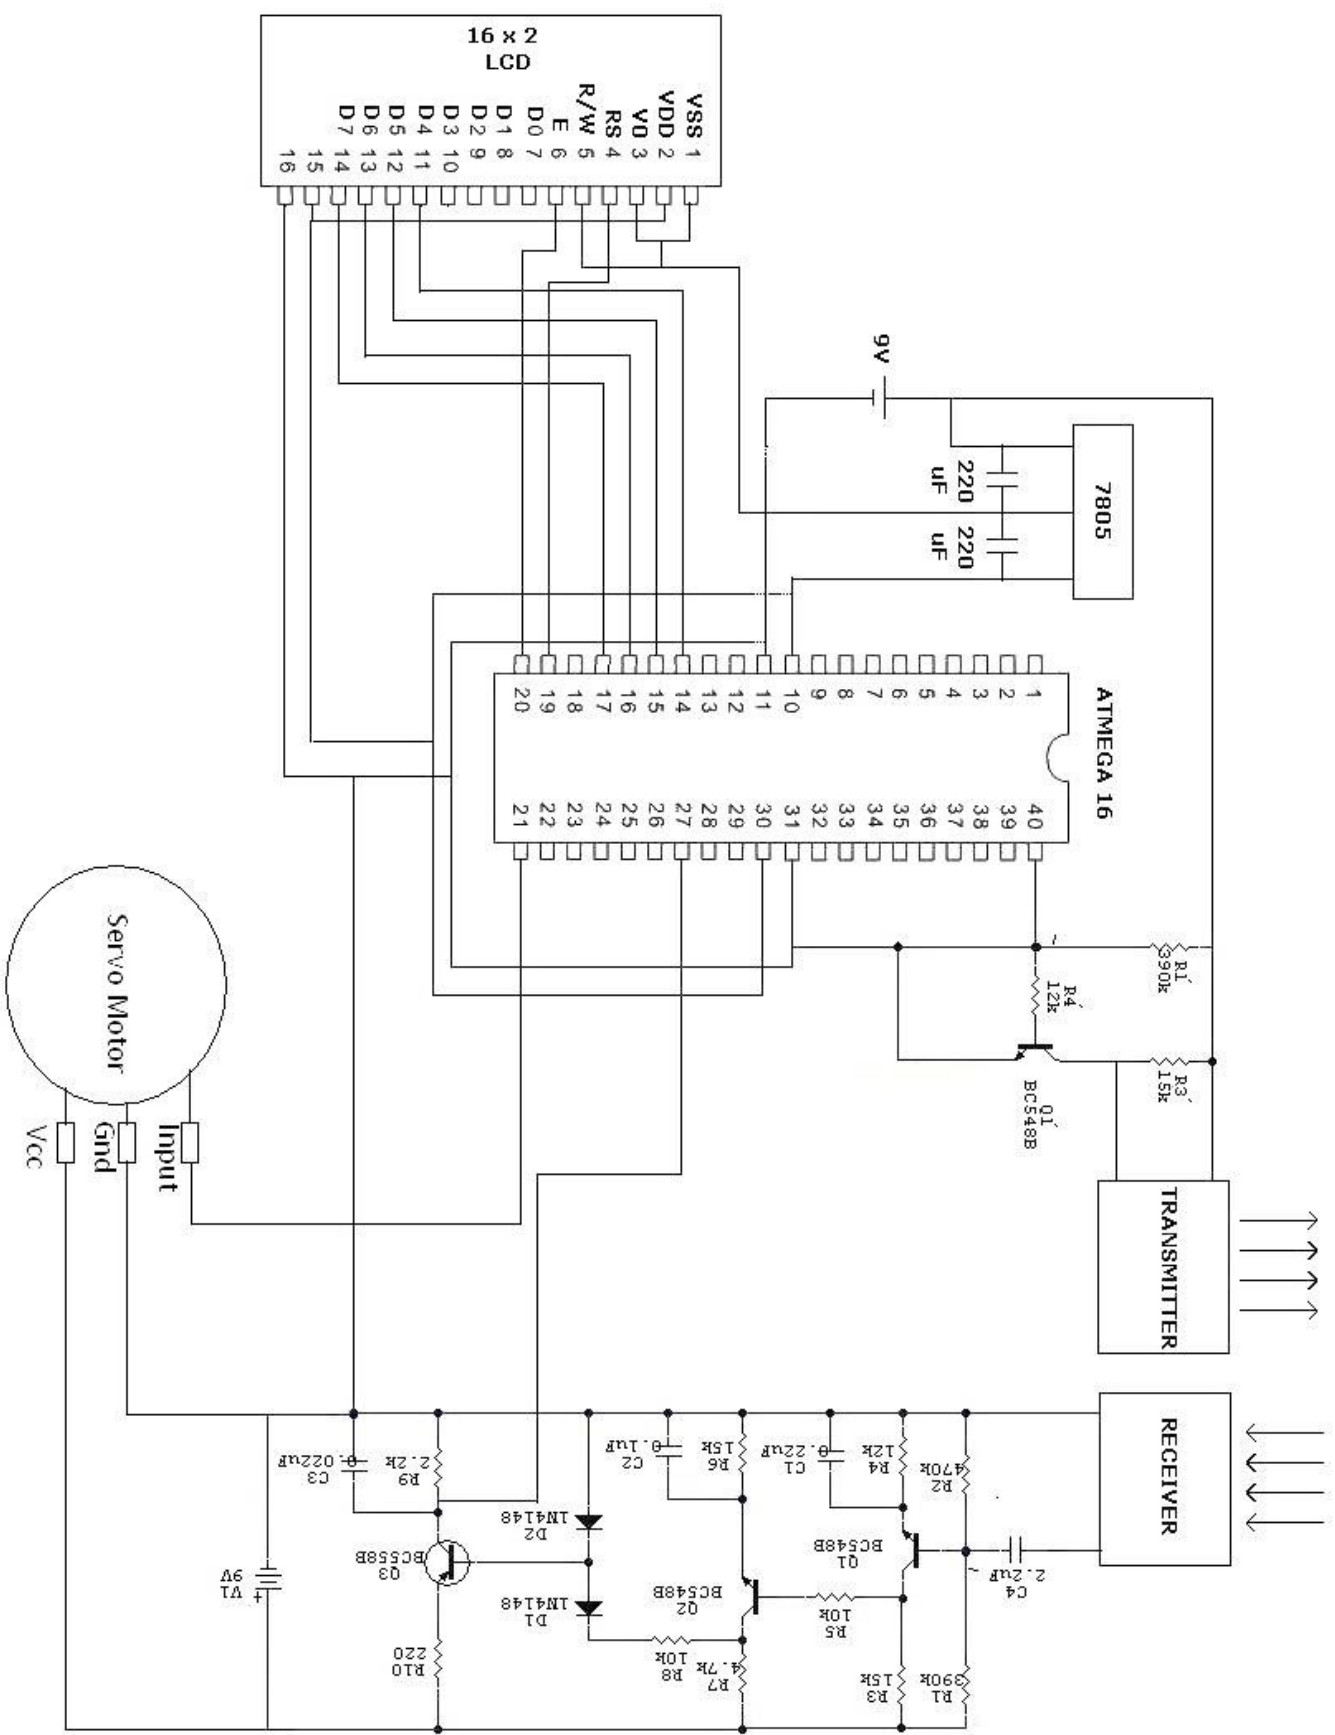 16 x 2
LCD
VSS 1
VDD 2
V0 3
RS 4
R/W 5
E 6
D0 7
D1 8
D2 9
D3 10
D4 11
D5 12
D6 13
D7 14
15
16
9V
220
uF
220
uF
7805
ATMEGA 16
1
2
3
4
5
6
7
8
9
10
11
12
13
14
15
16
17
18
19
20
40
39
38
37
36
35
34
33
32
31
30
29
28
27
26
25
24
23
22
21
R1'
390k
R4'
12k
Q1'
BC548B
R3'
15k
TRANSMITTER
RECEIVER
Servo Motor
Input
Gnd
Vcc
V1
9V
+
C3
0.022uF
R9
2.2k
Q3
BC558B
R10
220
D2
1N4148
D1
1N4148
C2
0.1uF
R6
15k
Q2
BC548B
R8
10k
R7
4.7k
C1
0.22uF
R4
12k
Q1
BC548B
R5
10k
R3
15k
R2
470k
C4
2.2uF
R1
390k